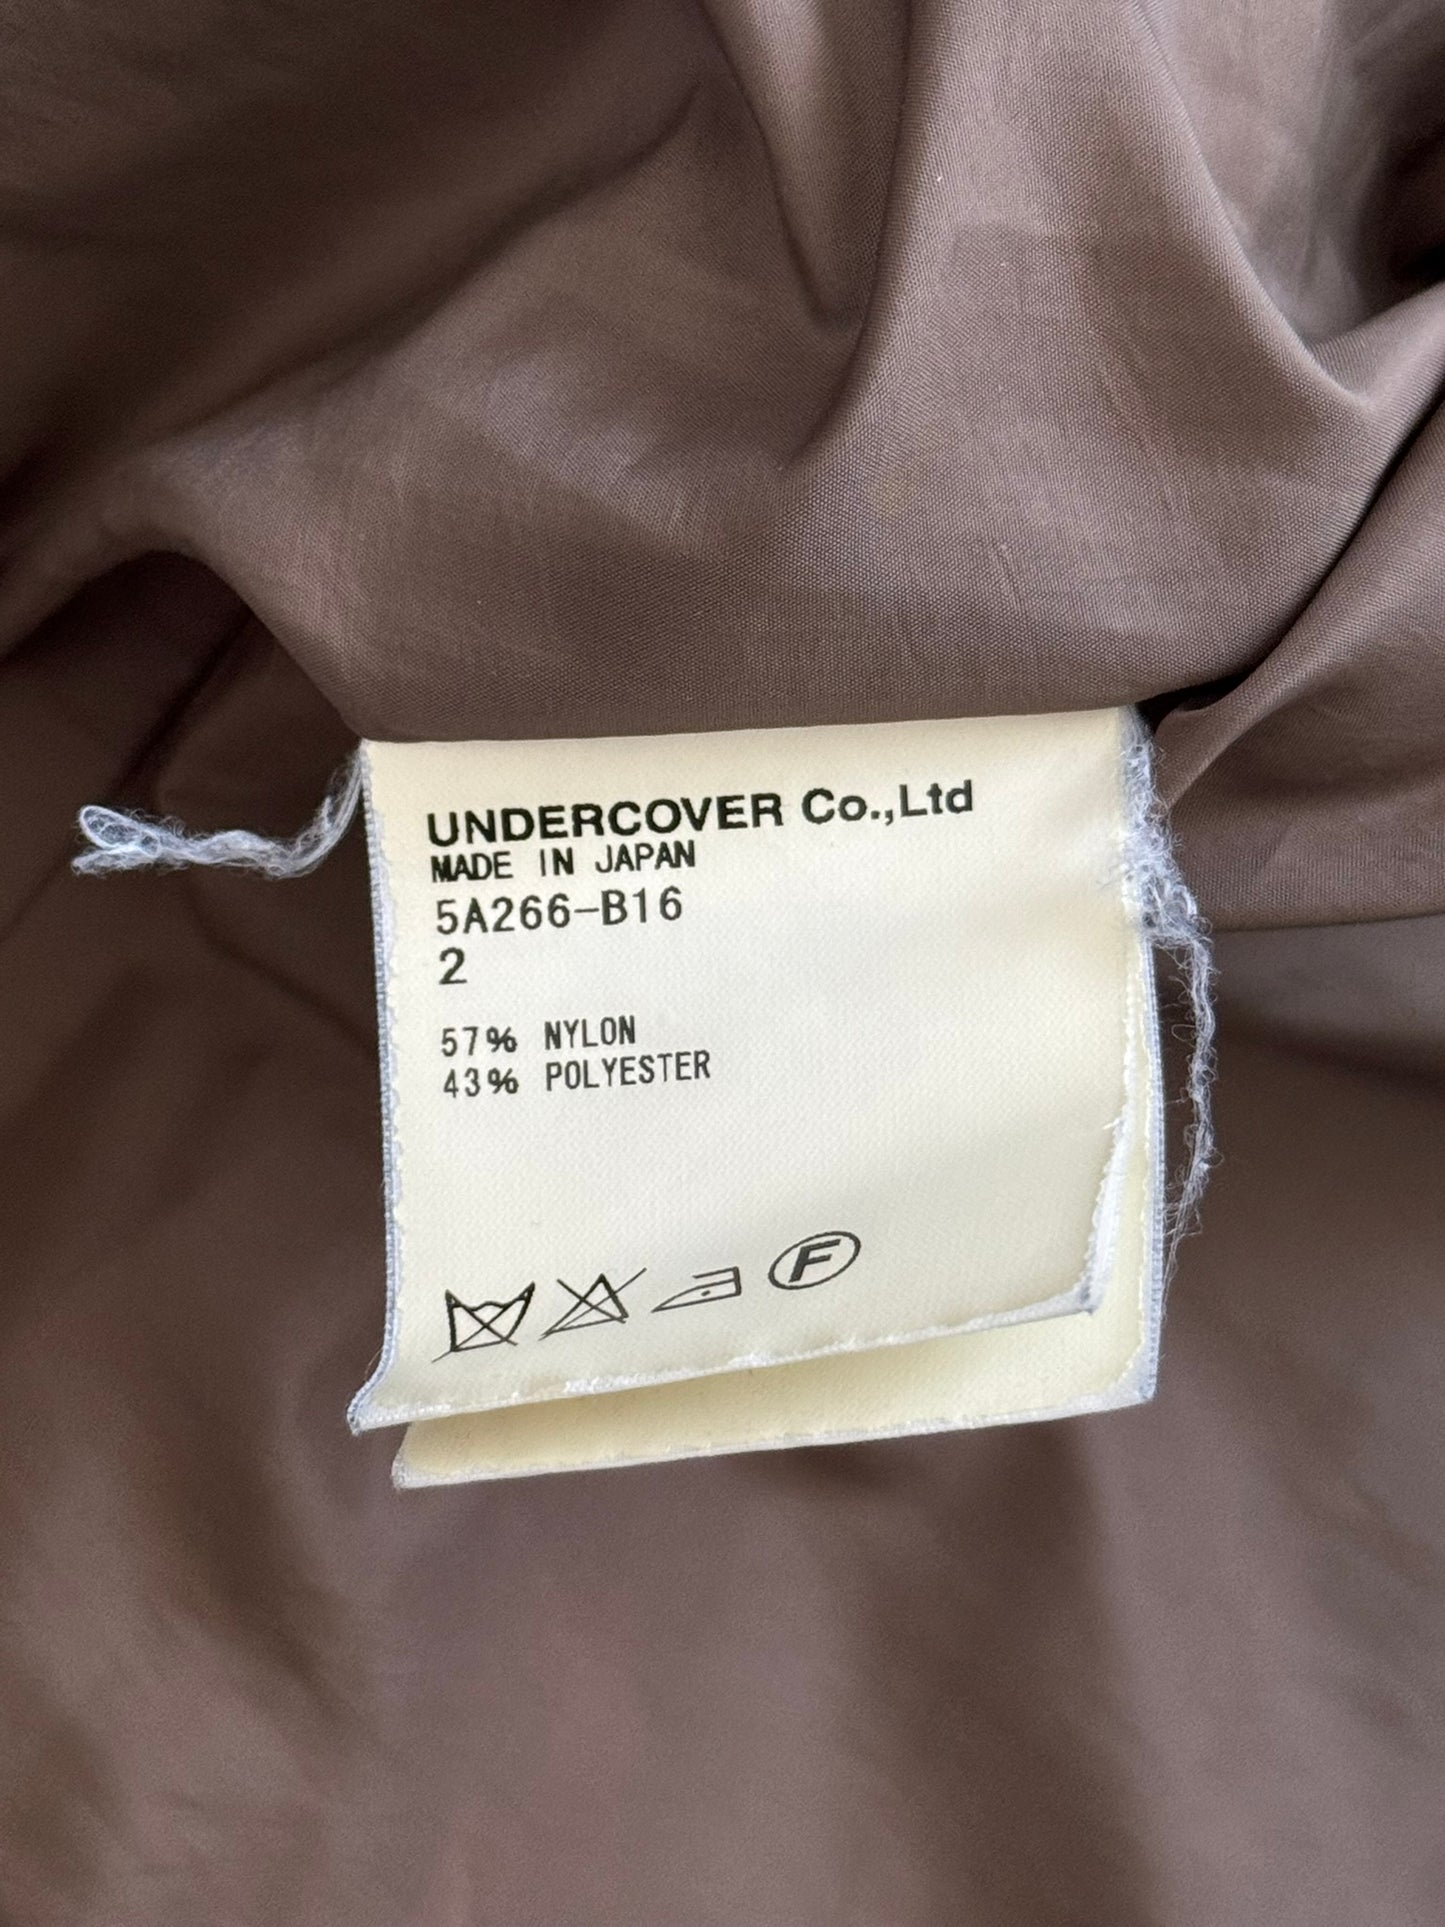 UNDERCOVER Co.,Ltd
MADE IN JAPAN
5A266-B16
2
57% NYLON
43% POLYESTER
F